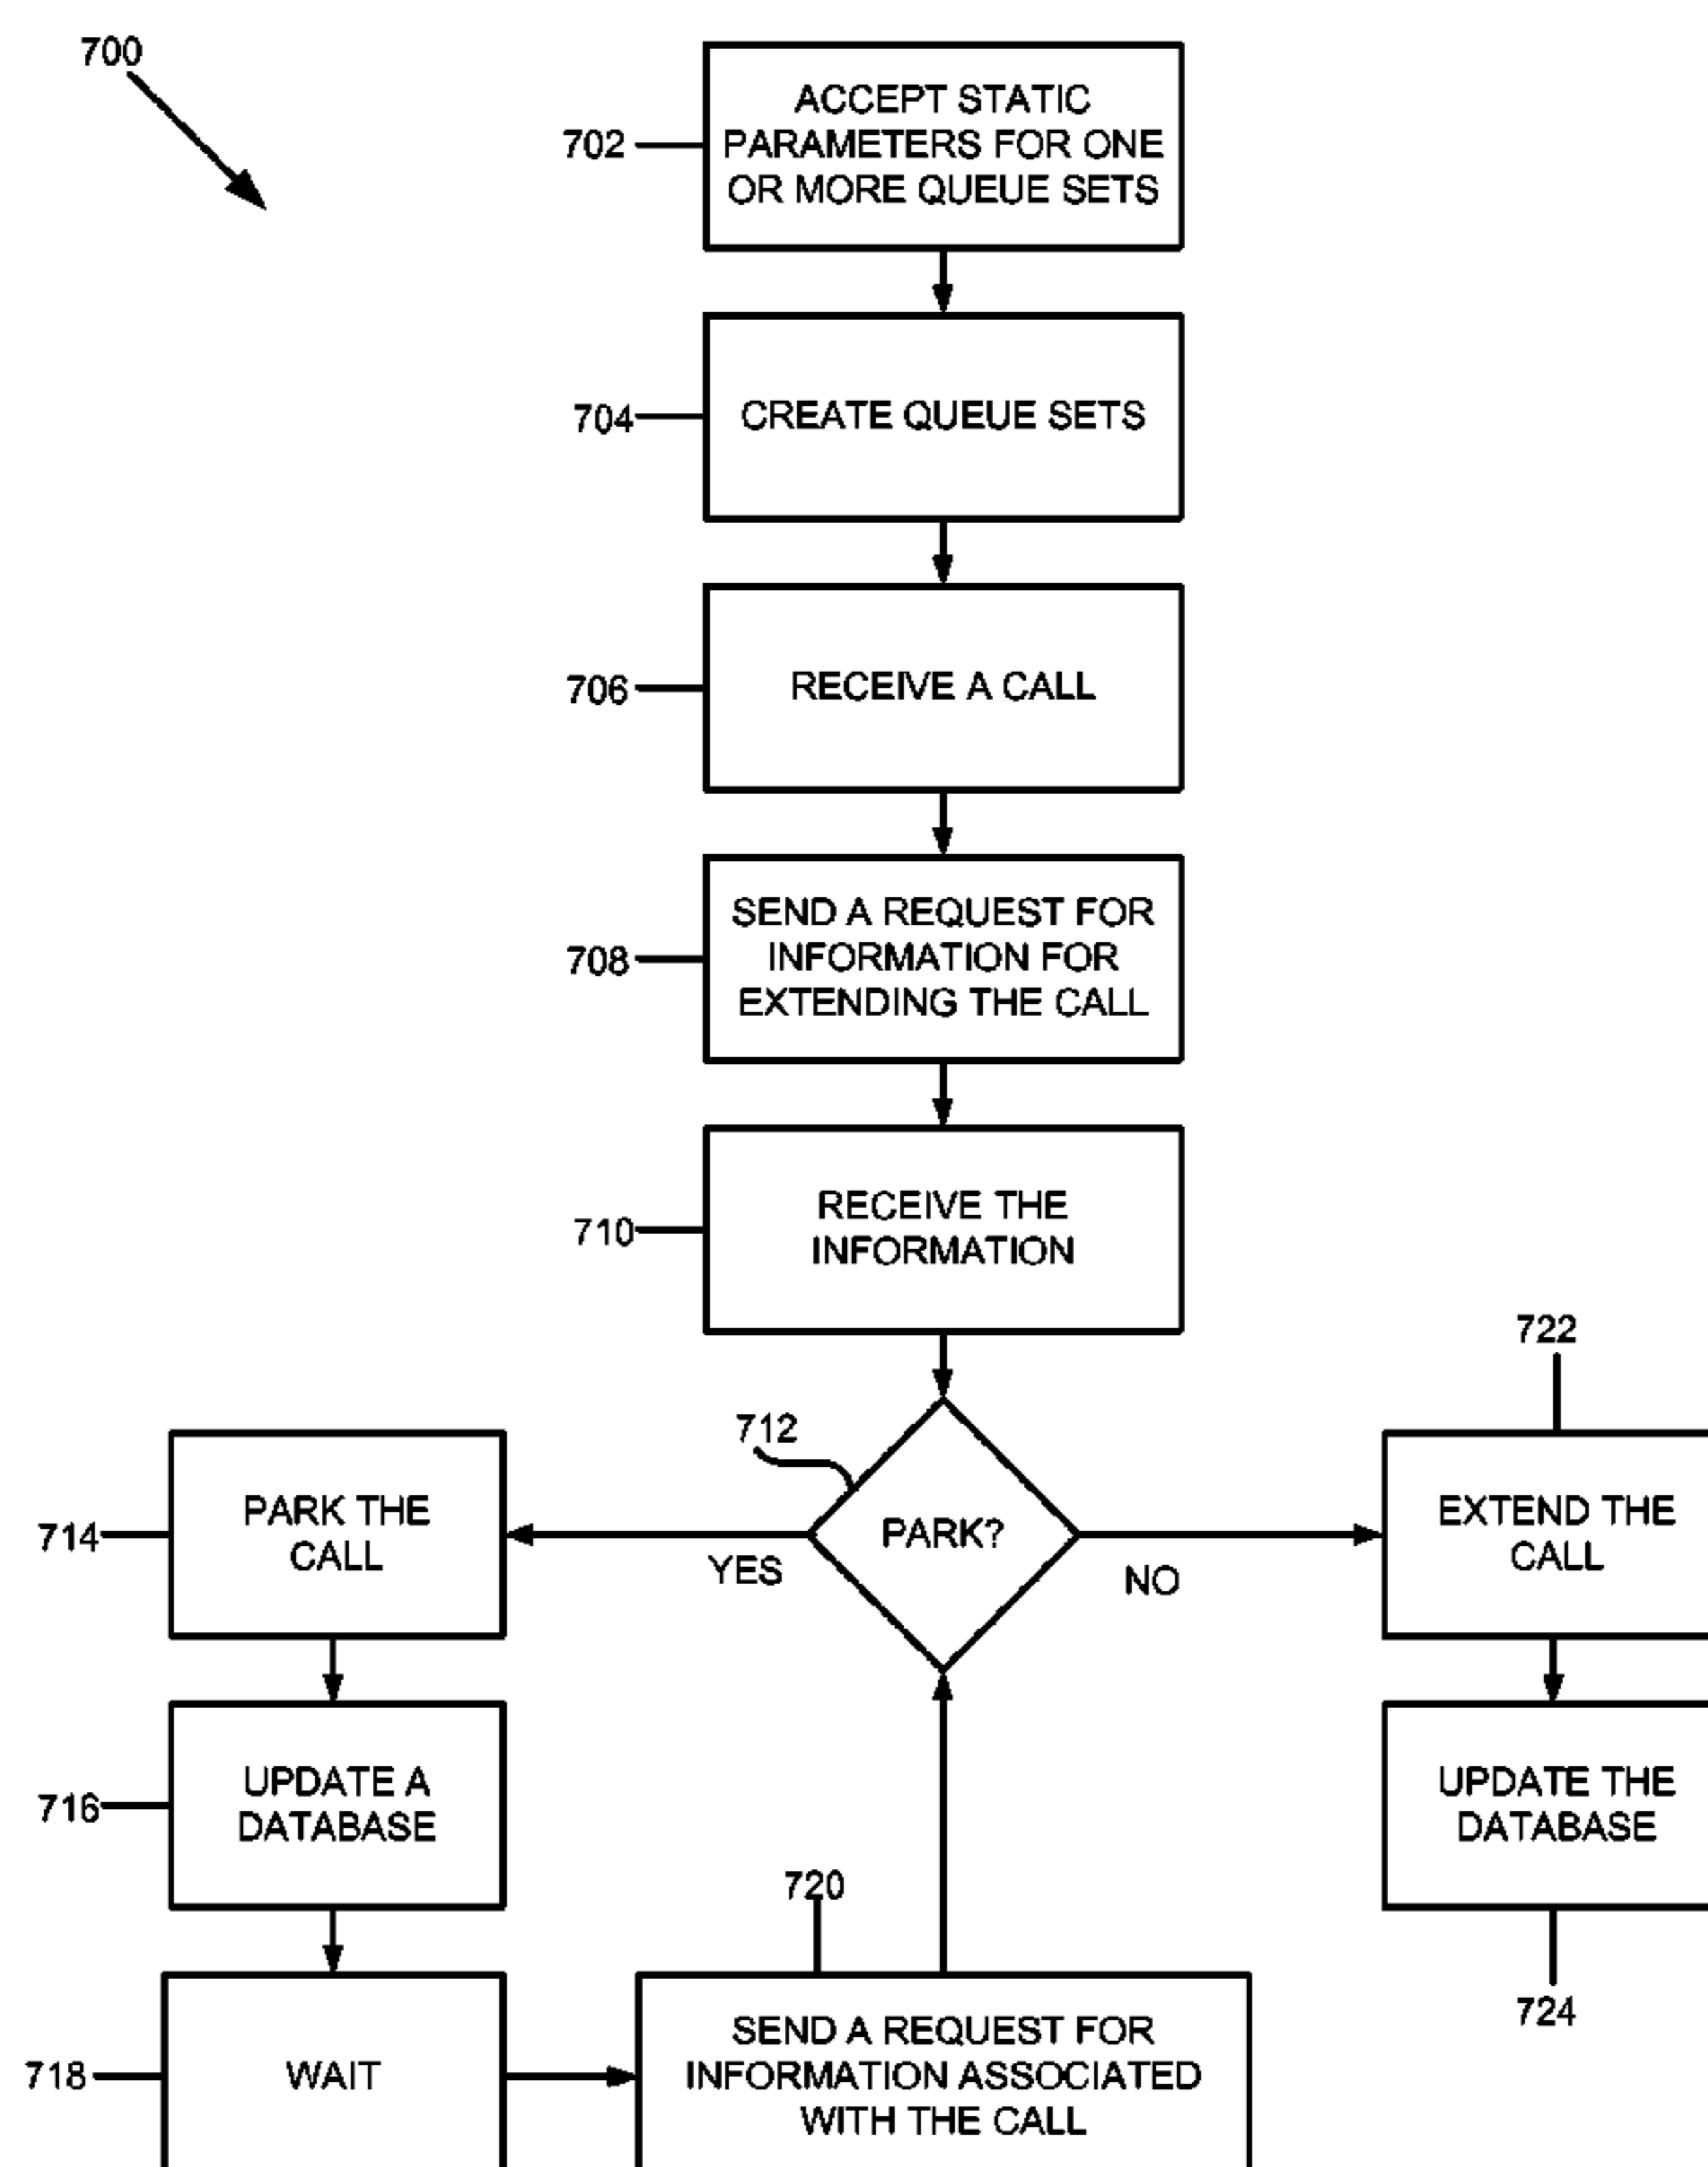 700
702
ACCEPT STATIC
PARAMETERS FOR ONE
OR MORE QUEUE SETS
704
CREATE QUEUE SETS
706
RECEIVE A CALL
708
SEND A REQUEST FOR
INFORMATION FOR
EXTENDING THE CALL
710
RECEIVE THE
INFORMATION
712
PARK?
YES
NO
714
PARK THE
CALL
716
UPDATE A
DATABASE
718
WAIT
720
SEND A REQUEST FOR
INFORMATION ASSOCIATED
WITH THE CALL
722
EXTEND THE
CALL
UPDATE THE
DATABASE
724